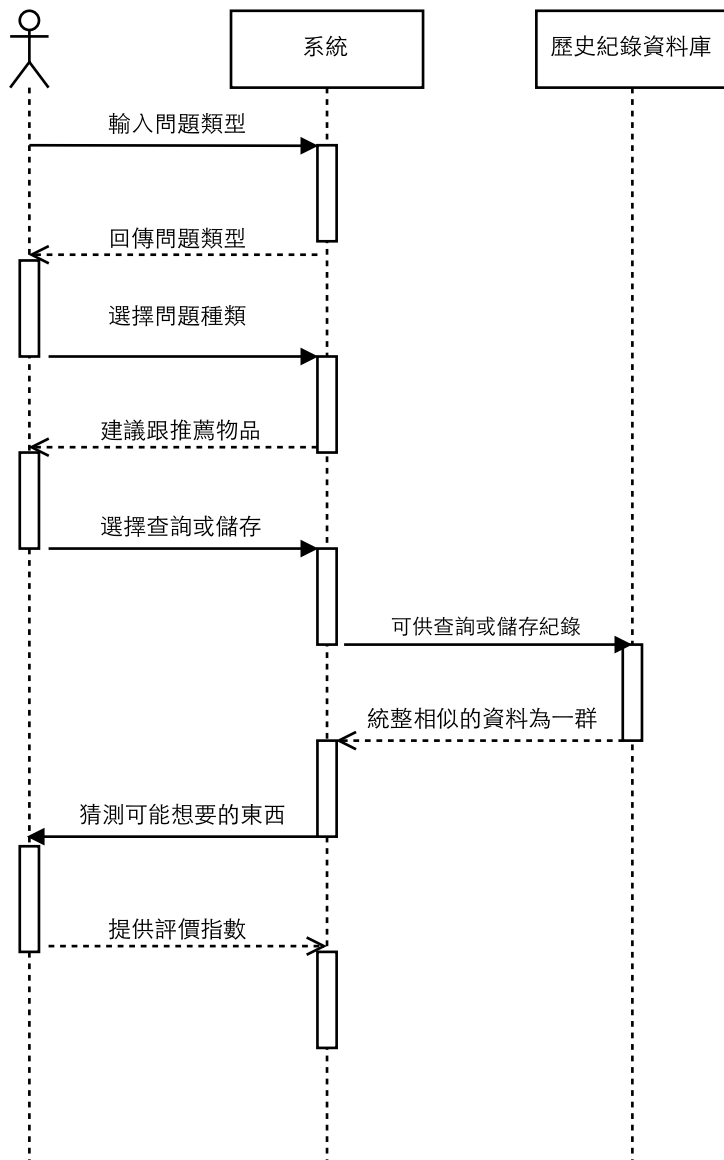 系統
歷史紀錄資料庫
輸入問題類型
回傳問題類型
選擇問題種類
建議跟推薦物品
選擇查詢或儲存
可供查詢或儲存紀錄
統整相似的資料為一群
猜測可能想要的東西
提供評價指數